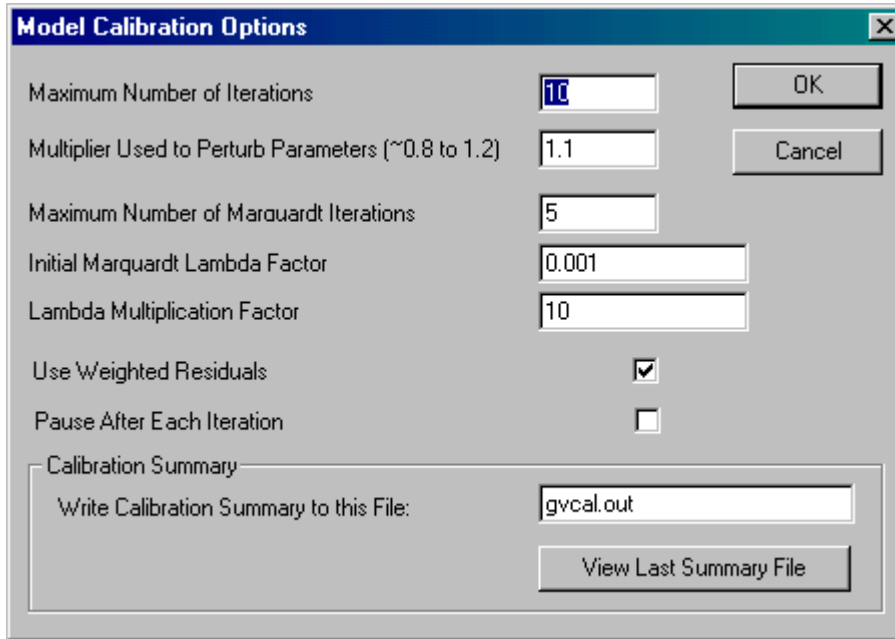 Model Calibration Options
Maximum Number of Iterations 10 OK
Multiplier Used to Perturb Parameters (~0.8 to 1.2) 1.1 Cancel
Maximum Number of Marquardt Iterations 5
Initial Marquardt Lambda Factor 0.001
Lambda Multiplication Factor 10
Use Weighted Residuals
Pause After Each Iteration
Calibration Summary
Write Calibration Summary to this File: gvcal.out
View Last Summary File